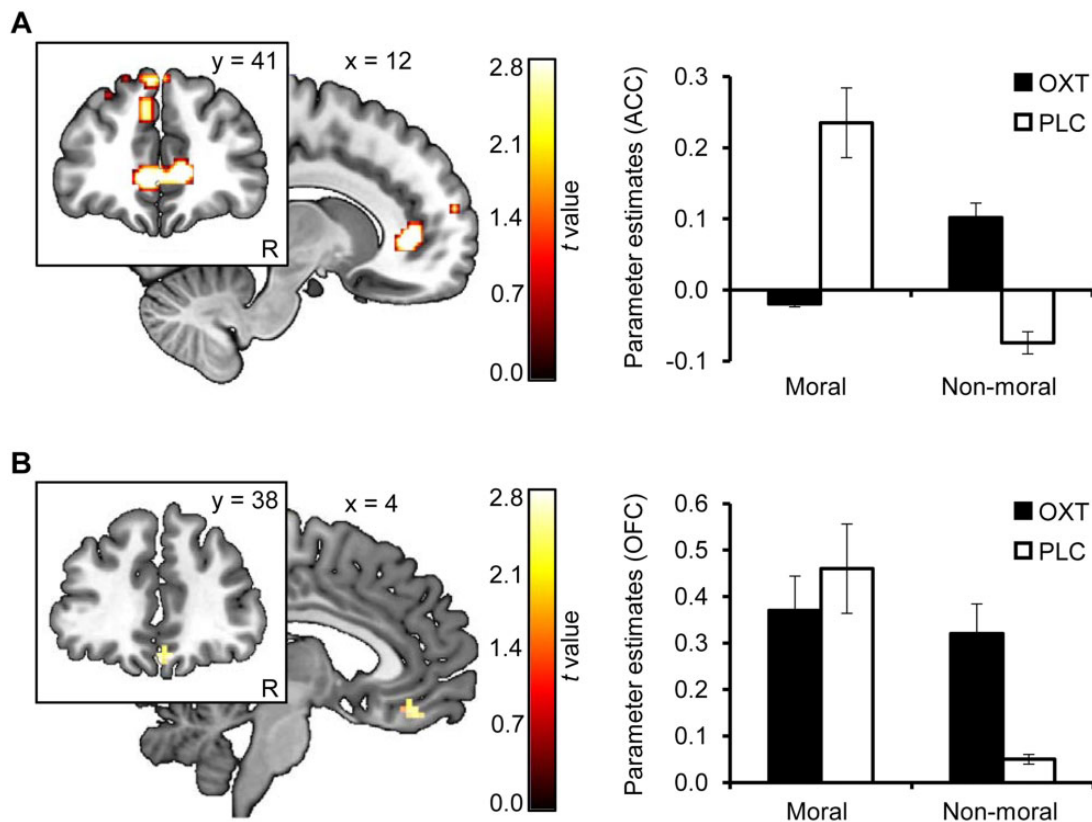 A
y = 41
x = 12
R
2.8
2.1
1.4
0.7
0.0
t value
Parameter estimates (ACC)
0.3
0.2
0.1
0.0
-0.1
OXT
PLC
Moral
Non-moral
B
y = 38
x = 4
R
2.8
2.1
1.4
0.7
0.0
t value
Parameter estimates (OFC)
0.6
0.5
0.4
0.3
0.2
0.1
0.0
OXT
PLC
Moral
Non-moral